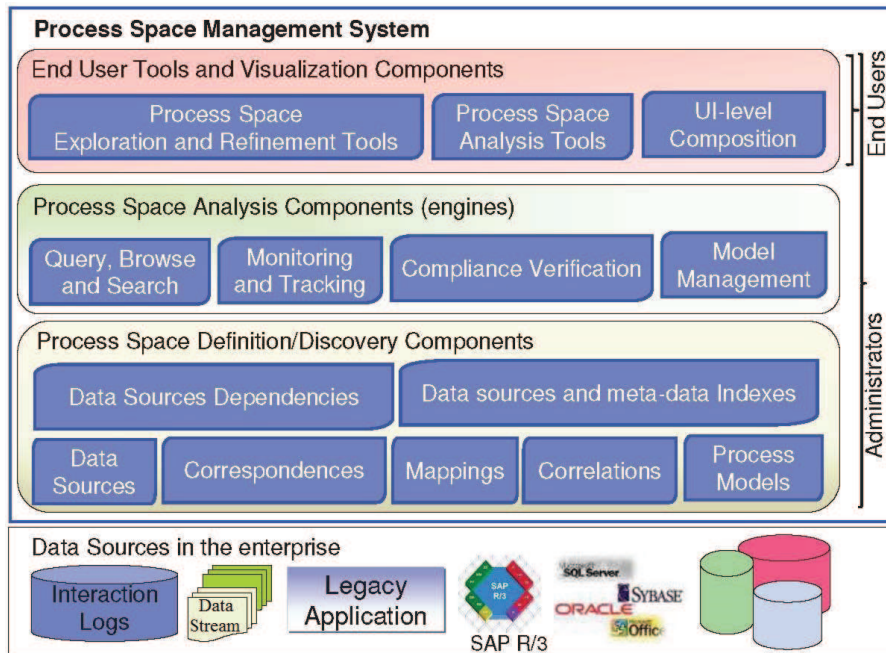 Process Space Management System
End User Tools and Visualization Components
Process Space
Exploration and Refinement Tools
Process Space
Analysis Tools
UI-level
Composition
End Users
Process Space Analysis Components (engines)
Query, Browse
and Search
Monitoring
and Tracking
Compliance Verification
Model
Management
Process Space Definition/Discovery Components
Data Sources Dependencies
Data sources and meta-data Indexes
Data
Sources
Correspondences
Mappings
Correlations
Process
Models
Administrators
Data Sources in the enterprise
Interaction
Logs
Data
Stream
Legacy
Application
SAP
R/3
SAP R/3
SQL Server
SYBASE
ORACLE
Office